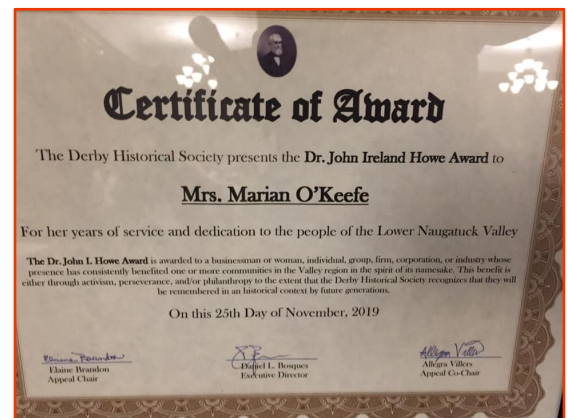 Certificate of Award
The Derby Historical Society presents the Dr. John Ireland Howe Award to
Mrs. Marian O'Keefe
For her years of service and dedication to the people of the Lower Naugatuck Valley
The Dr. John I. Howe Award is awarded to a businessman or woman, individual, group, firm, corporation, or industry whose
presence has consistently benefited one or more communities in the Valley region in the spirit of its namesake. This benefit is
either through activism, perseverance, and/or philanthropy to the extent that the Derby Historical Society recognizes that they will
be remembered in an historical context by future generations.
On this 25th Day of November, 2019
Elaine Brandon
Daniel L. Bosques
Allegra Villers
Appeal Chair
Executive Director
Appeal Co-Chair